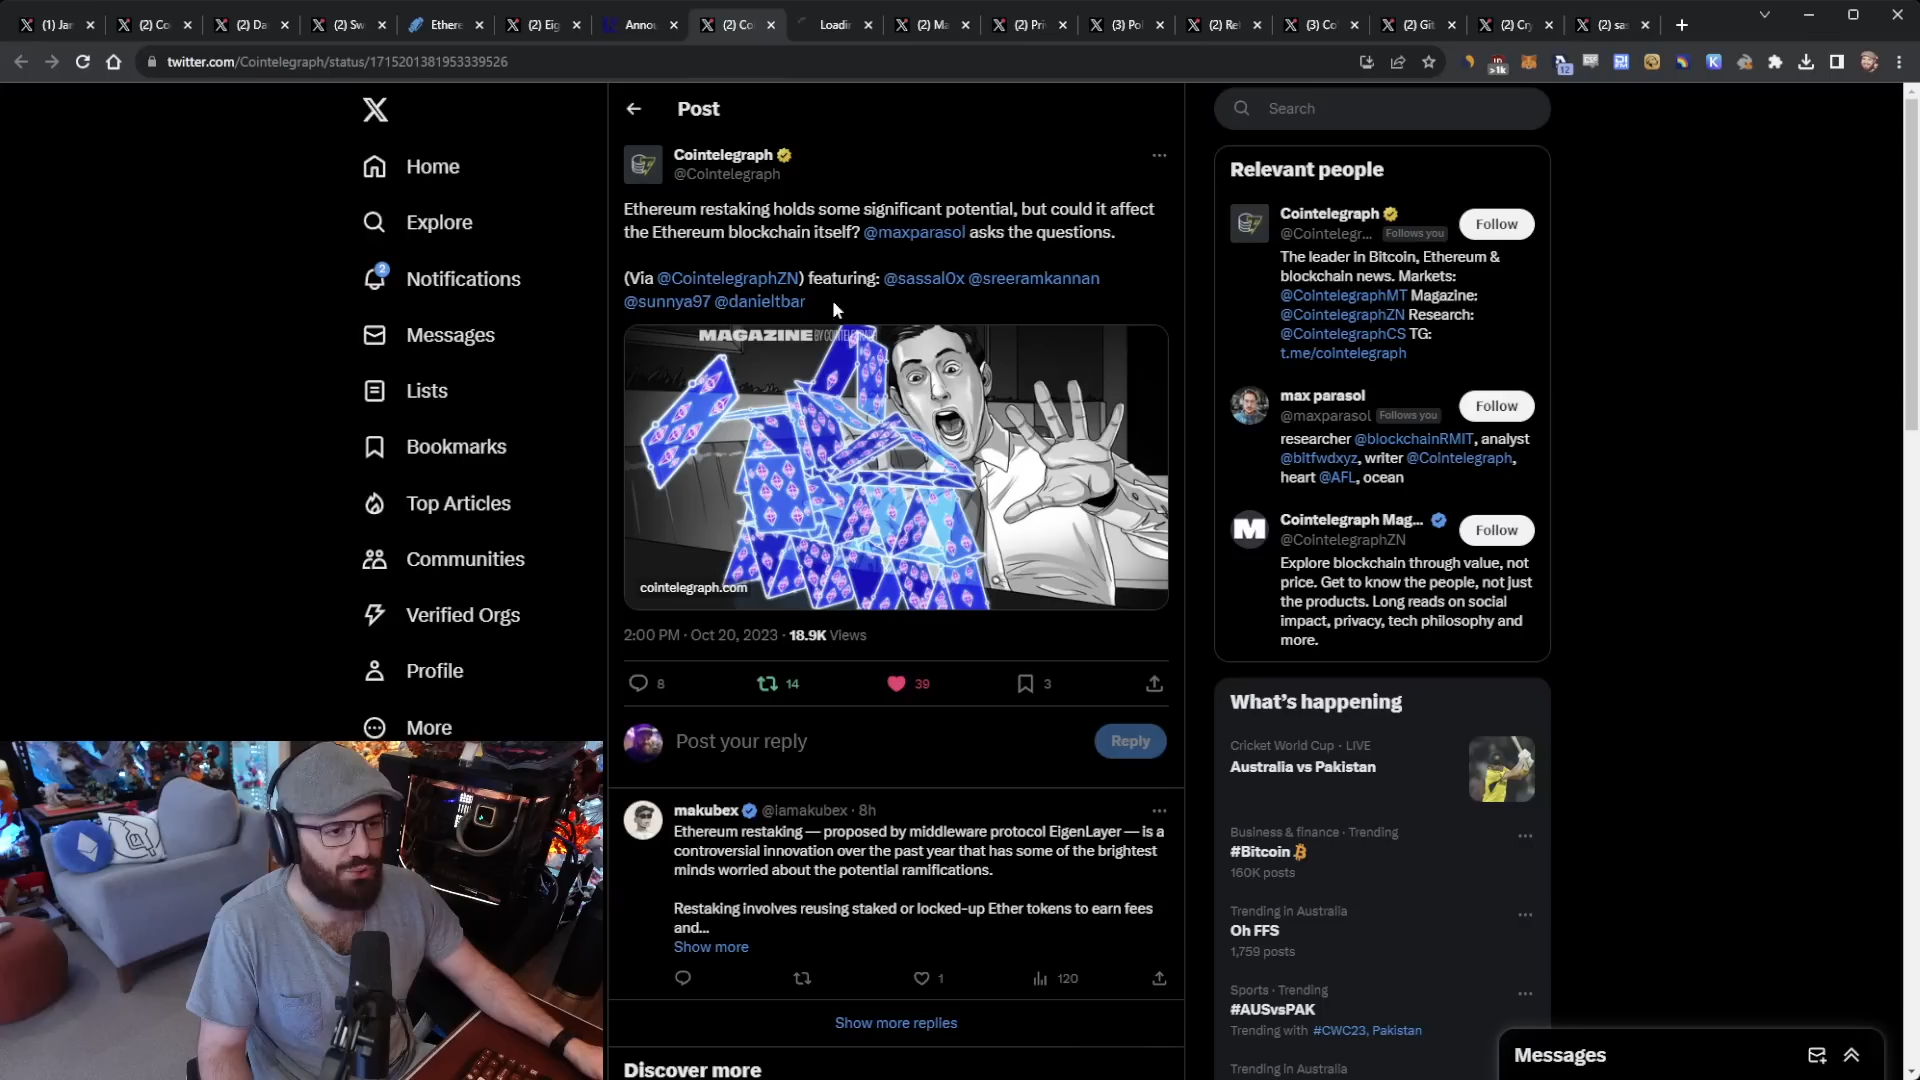 (1) Jar
(2) Co
(2) Da
(2) Sw
Ethere
(2) Eig
Annou
(2) Co
Loadin
(2) Ma
(2) Pri
(3) Pol
(2) Re
(3) Co
(2) Git
(2) Cry
(2) sas
twitter.com/Cointelegraph/status/1715201381953339526
>1k
12
Home
Explore
2
Notifications
Messages
Lists
Bookmarks
Top Articles
Communities
Verified Orgs
Profile
More
Post
Cointelegraph
@Cointelegraph
Ethereum restaking holds some significant potential, but could it affect
the Ethereum blockchain itself? @maxparasol asks the questions.
(Via @CointelegraphZN) featuring: @sassal0x @sreeramkannan
@sunnya97 @danieltbar
MAGAZINE BY COINTELEGRAPH
cointelegraph.com
2:00 PM · Oct 20, 2023 · 18.9K Views
8
14
39
3
Post your reply
Reply
makubex @iamakubex · 8h
Ethereum restaking — proposed by middleware protocol EigenLayer — is a
controversial innovation over the past year that has some of the brightest
minds worried about the potential ramifications.
Restaking involves reusing staked or locked-up Ether tokens to earn fees
and...
Show more
1
120
Show more replies
Discover more
Search
Relevant people
Cointelegraph
@Cointelegr... Follows you
Follow
The leader in Bitcoin, Ethereum &
blockchain news. Markets:
@CointelegraphMT Magazine:
@CointelegraphZN Research:
@CointelegraphCS TG:
t.me/cointelegraph
max parasol
@maxparasol Follows you
Follow
researcher @blockchainRMIT, analyst
@bitfwdxyz, writer @Cointelegraph,
heart @AFL, ocean
M
Cointelegraph Mag...
@CointelegraphZN
Follow
Explore blockchain through value, not
price. Get to know the people, not just
the products. Long reads on social
impact, privacy, tech philosophy and
more.
What's happening
Cricket World Cup · LIVE
Australia vs Pakistan
Business & finance · Trending
#Bitcoin
160K posts
Trending in Australia
Oh FFS
1,759 posts
Sports · Trending
#AUSvsPAK
Trending with #CWC23, Pakistan
Trending in Australia
Messages